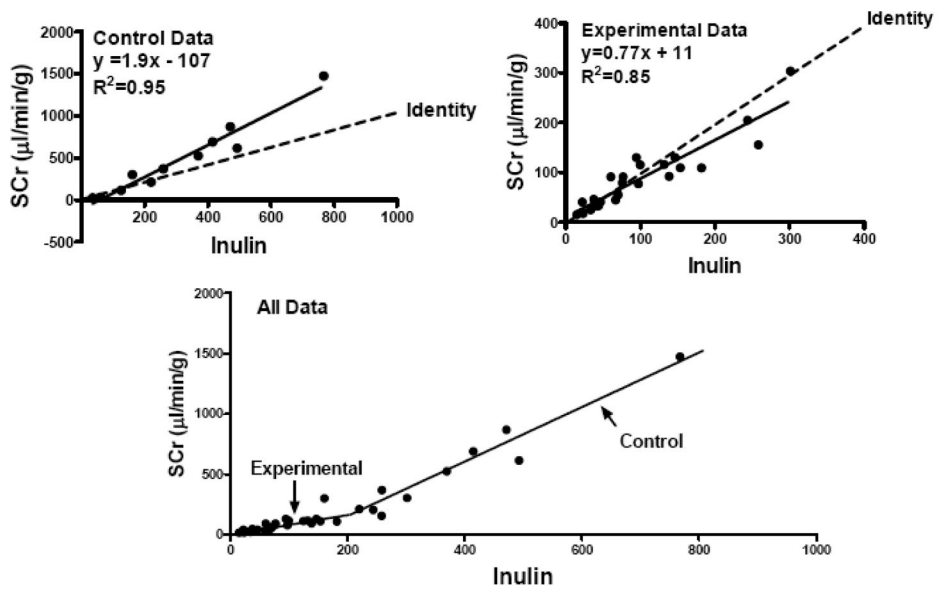 2000
1500
1000
500
0
-500
SCr (µl/min/g)
Control Data
y =1.9x - 107
R²=0.95
Identity
200
400
600
800
1000
Inulin
400
300
200
100
0
SCr (µl/min/g)
Experimental Data
y=0.77x + 11
R²=0.85
Identity
0
100
200
300
400
Inulin
2000
1500
1000
500
0
SCr (µl/min/g)
All Data
Experimental
Control
0
200
400
600
800
1000
Inulin